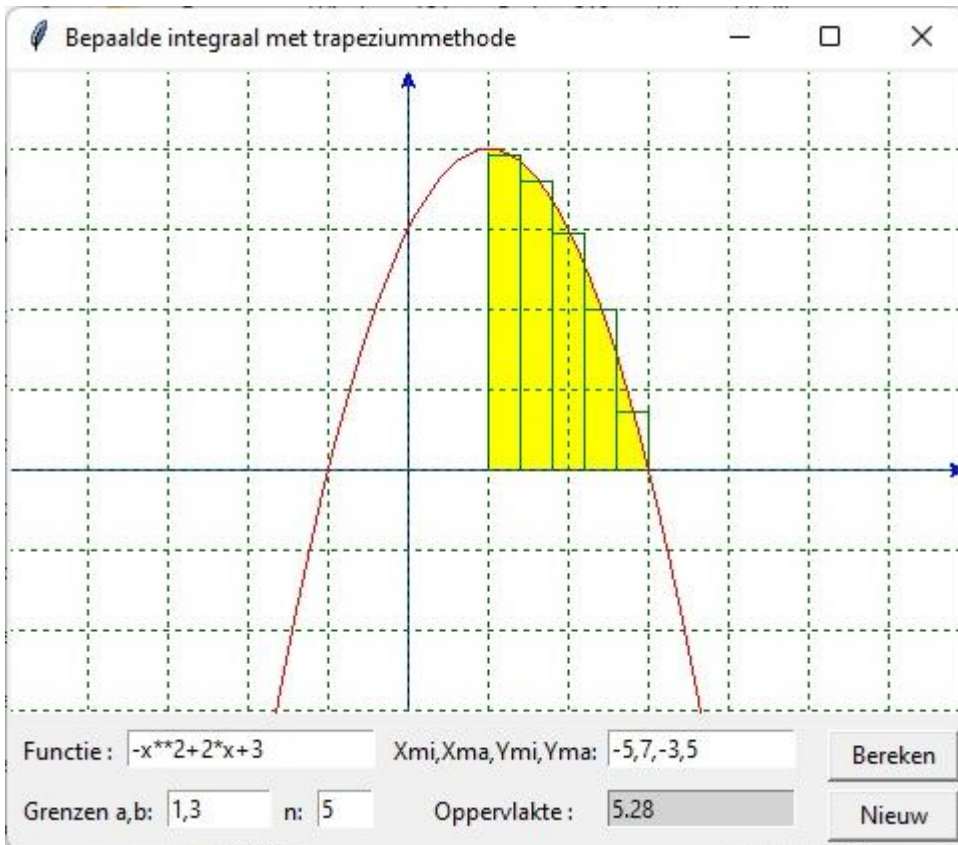 Bepaalde integraal met trapeziummethode
Functie : -x**2+2*x+3 Xmi,Xma,Ymi,Yma: -5,7,-3,5 Bereken
Grenzen a,b: 1,3 n: 5 Oppervlakte : 5.28 Nieuw